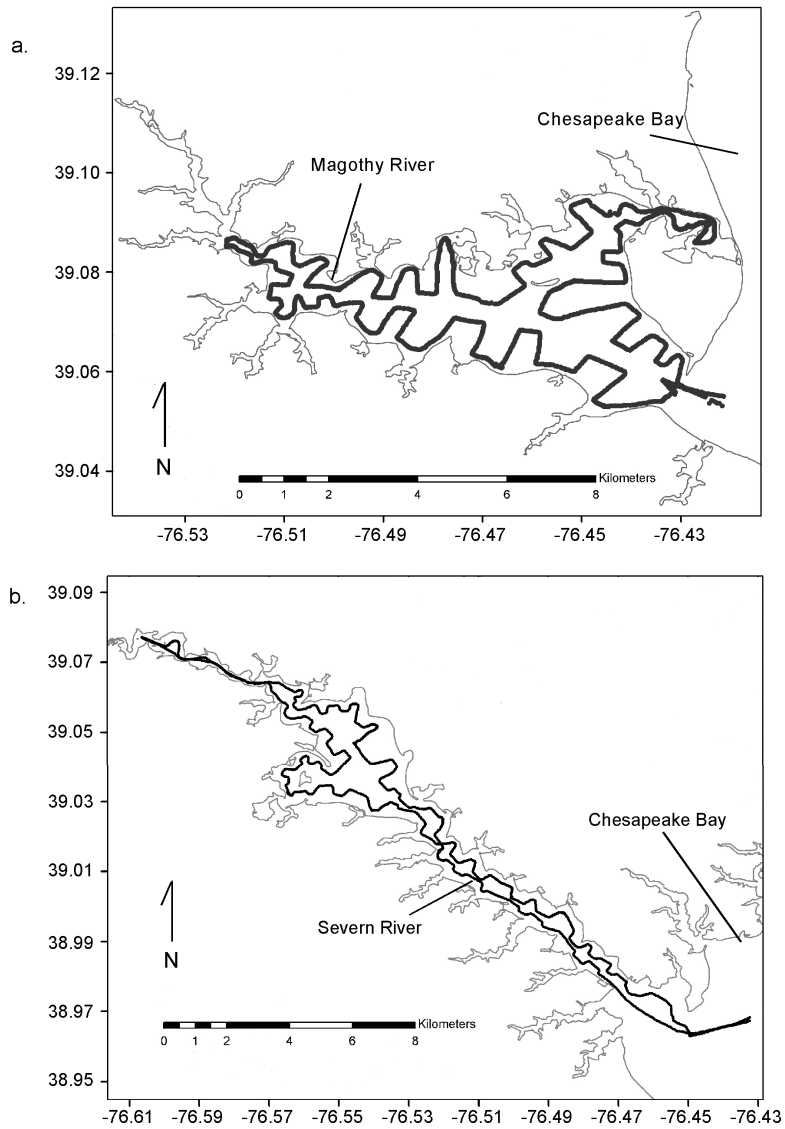 a.
39.12
Chesapeake Bay
39.10
Magothy River
39.08
39.06
N
Kilometers
39.04
0 1 2 4 6 8
-76.53 -76.51 -76.49 -76.47 -76.45 -76.43
b.
39.09
39.07
39.05
39.03
Chesapeake Bay
39.01
Severn River
38.99
N
38.97
Kilometers
0 1 2 4 6 8
38.95
-76.61 -76.59 -76.57 -76.55 -76.53 -76.51 -76.49 -76.47 -76.45 -76.43